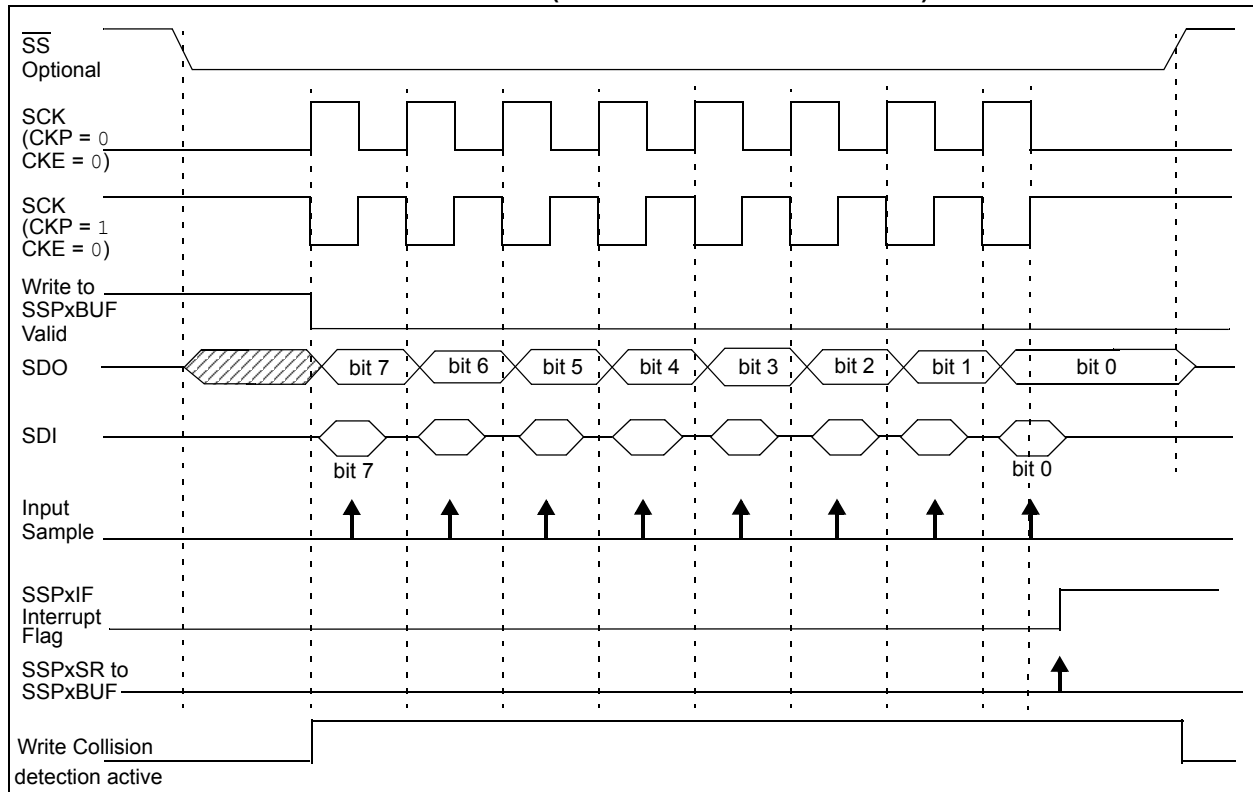 SS
Optional
SCK
(CKP = 0
CKE = 0)
SCK
(CKP = 1
CKE = 0)
Write to
SSPxBUF
Valid
SDO
bit 7 bit 6 bit 5 bit 4 bit 3 bit 2 bit 1 bit 0
SDI
bit 7 bit 0
Input
Sample
SSPxIF
Interrupt
Flag
SSPxSR to
SSPxBUF
Write Collision
detection active